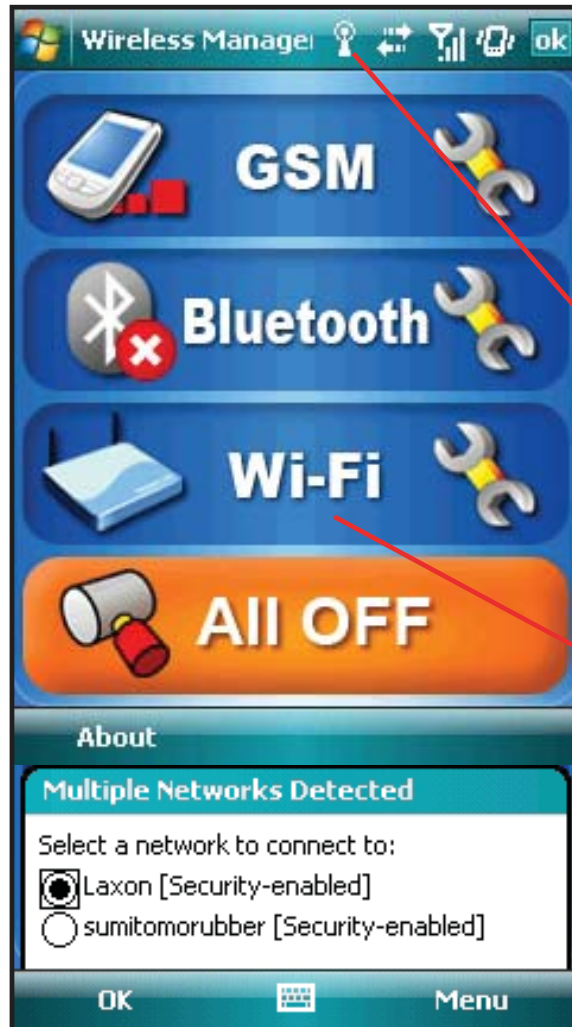 Wireless Manager ok
GSM
Bluetooth
Wi-Fi
All OFF
About
Multiple Networks Detected
Select a network to connect to:
Laxon [Security-enabled]
sumitomorubber [Security-enabled]
OK Menu